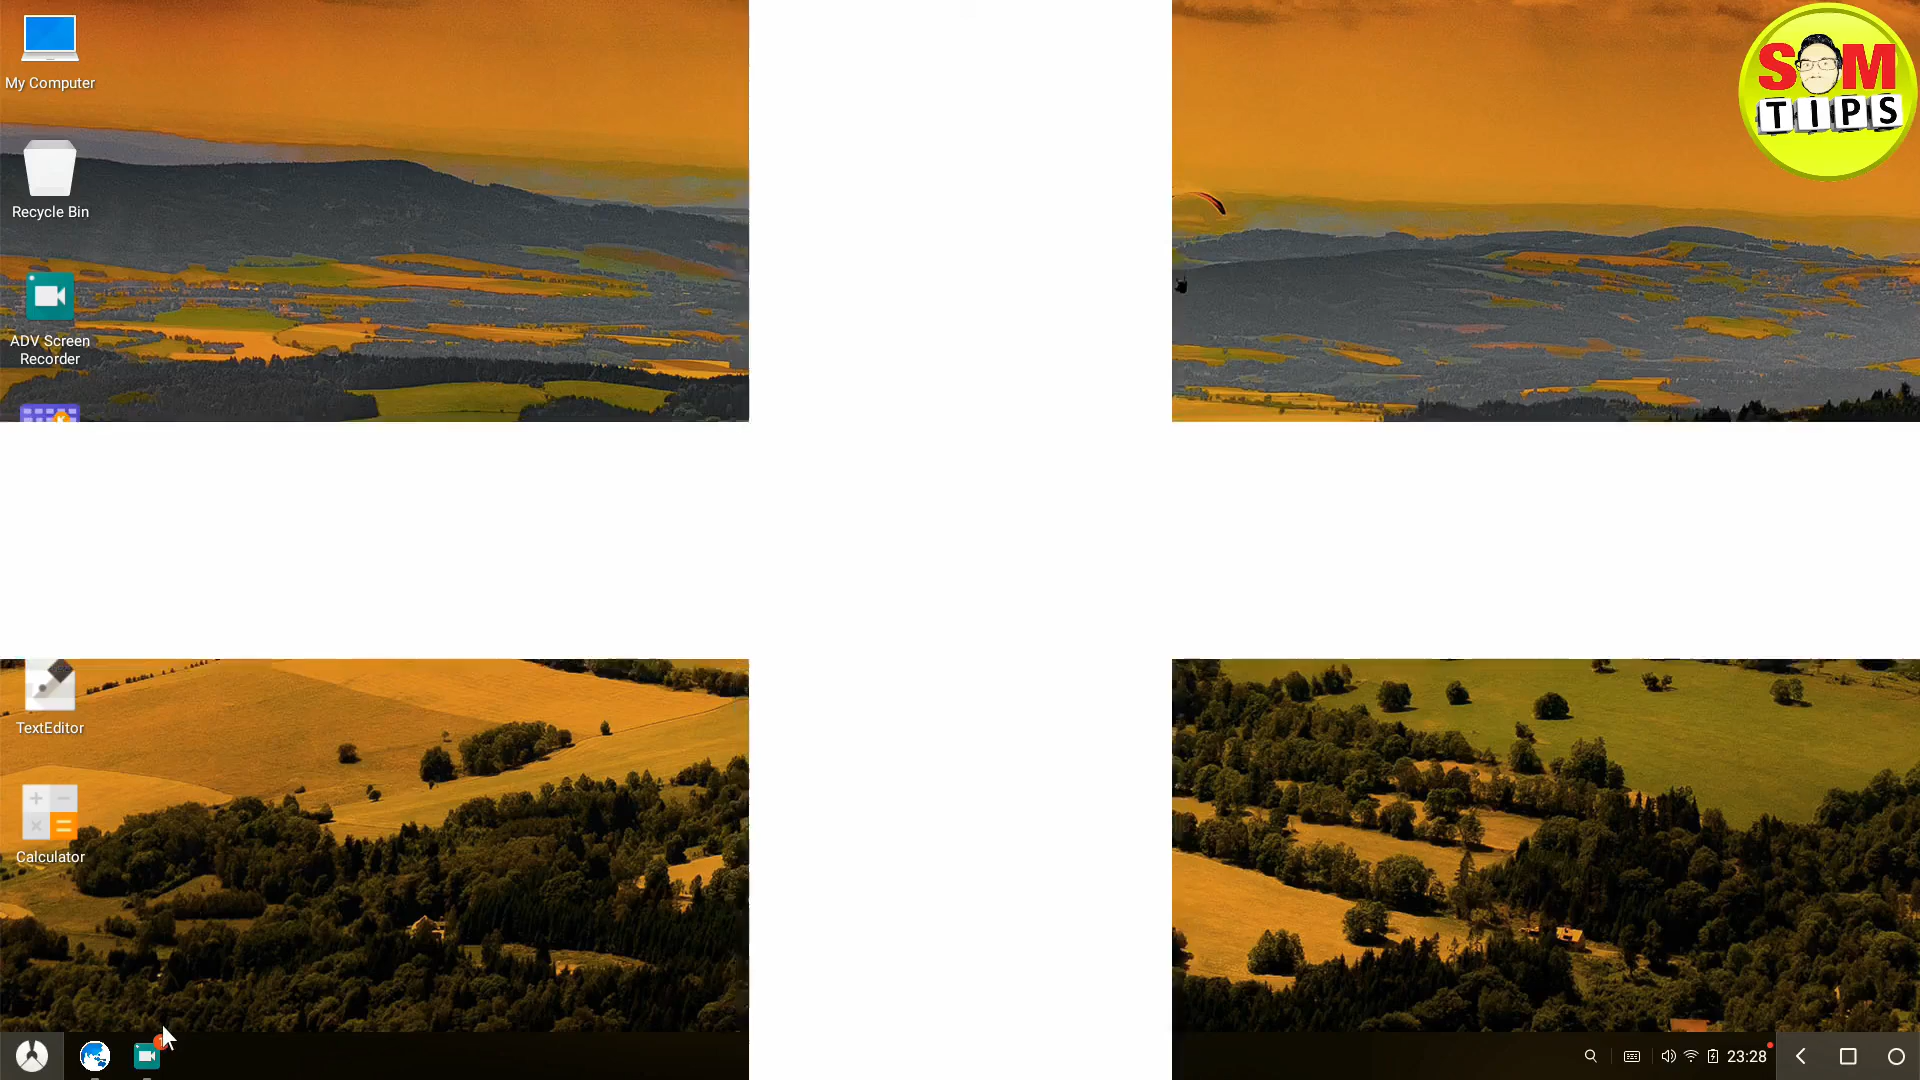 My Computer
Recycle Bin
ADV Screen
Recorder
TextEditor
Calculator
SOM
TIPS
23:28